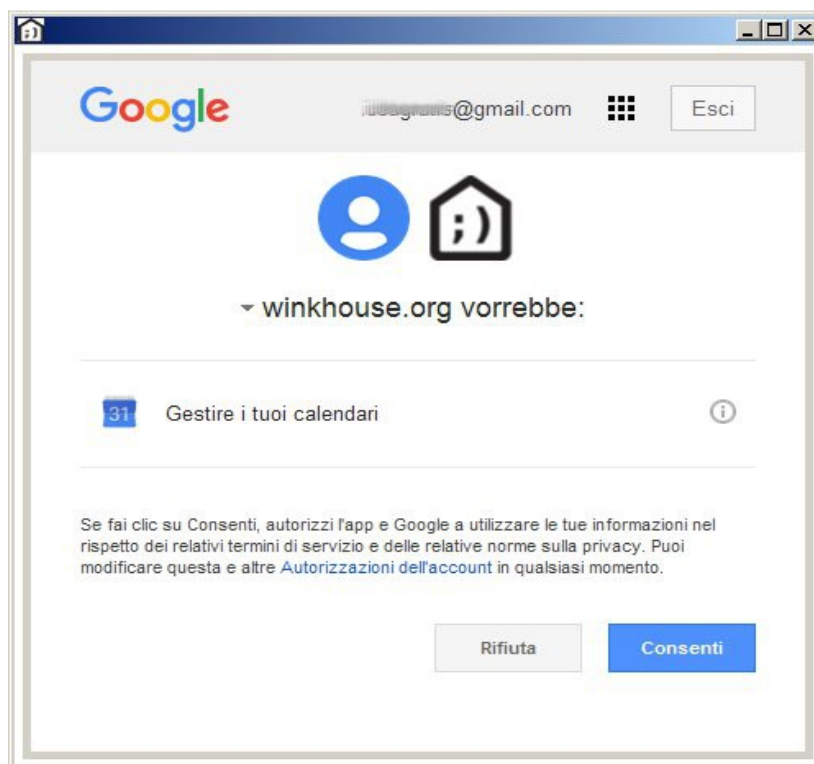 Google
@gmail.com
Esci
;)
winkhouse.org vorrebbe:
31
Gestire i tuoi calendari
Se fai clic su Consenti, autorizzi l'app e Google a utilizzare le tue informazioni nel
rispetto dei relativi termini di servizio e delle relative norme sulla privacy. Puoi
modificare questa e altre Autorizzazioni dell'account in qualsiasi momento.
Rifiuta
Consenti